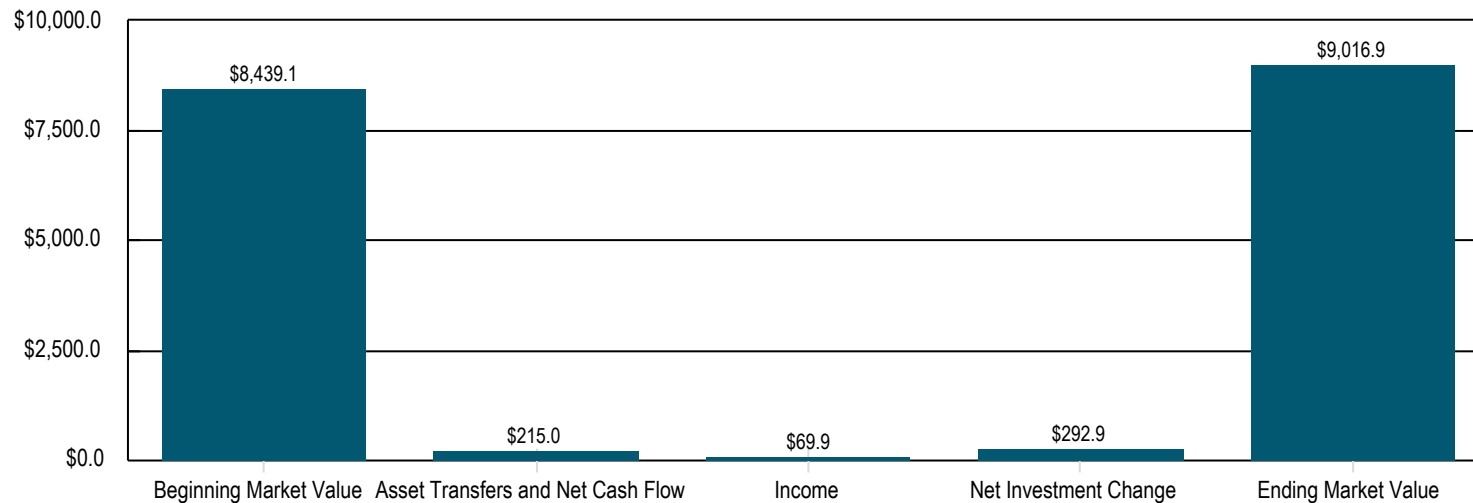 $10,000.0
$7,500.0
$5,000.0
$2,500.0
$0.0
$8,439.1
$215.0
$69.9
$292.9
$9,016.9
Beginning Market Value
Asset Transfers and Net Cash Flow
Income
Net Investment Change
Ending Market Value